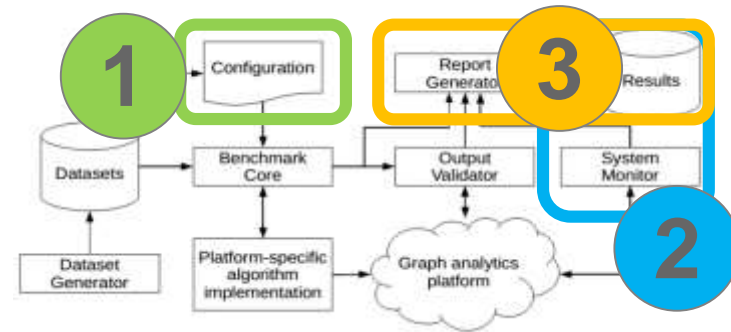 1
Configuration
Report
Generator
3
Results
Datasets
Benchmark
Core
Output
Validator
System
Monitor
Dataset
Generator
Platform-specific
algorithm
implementation
Graph analytics
platform
2